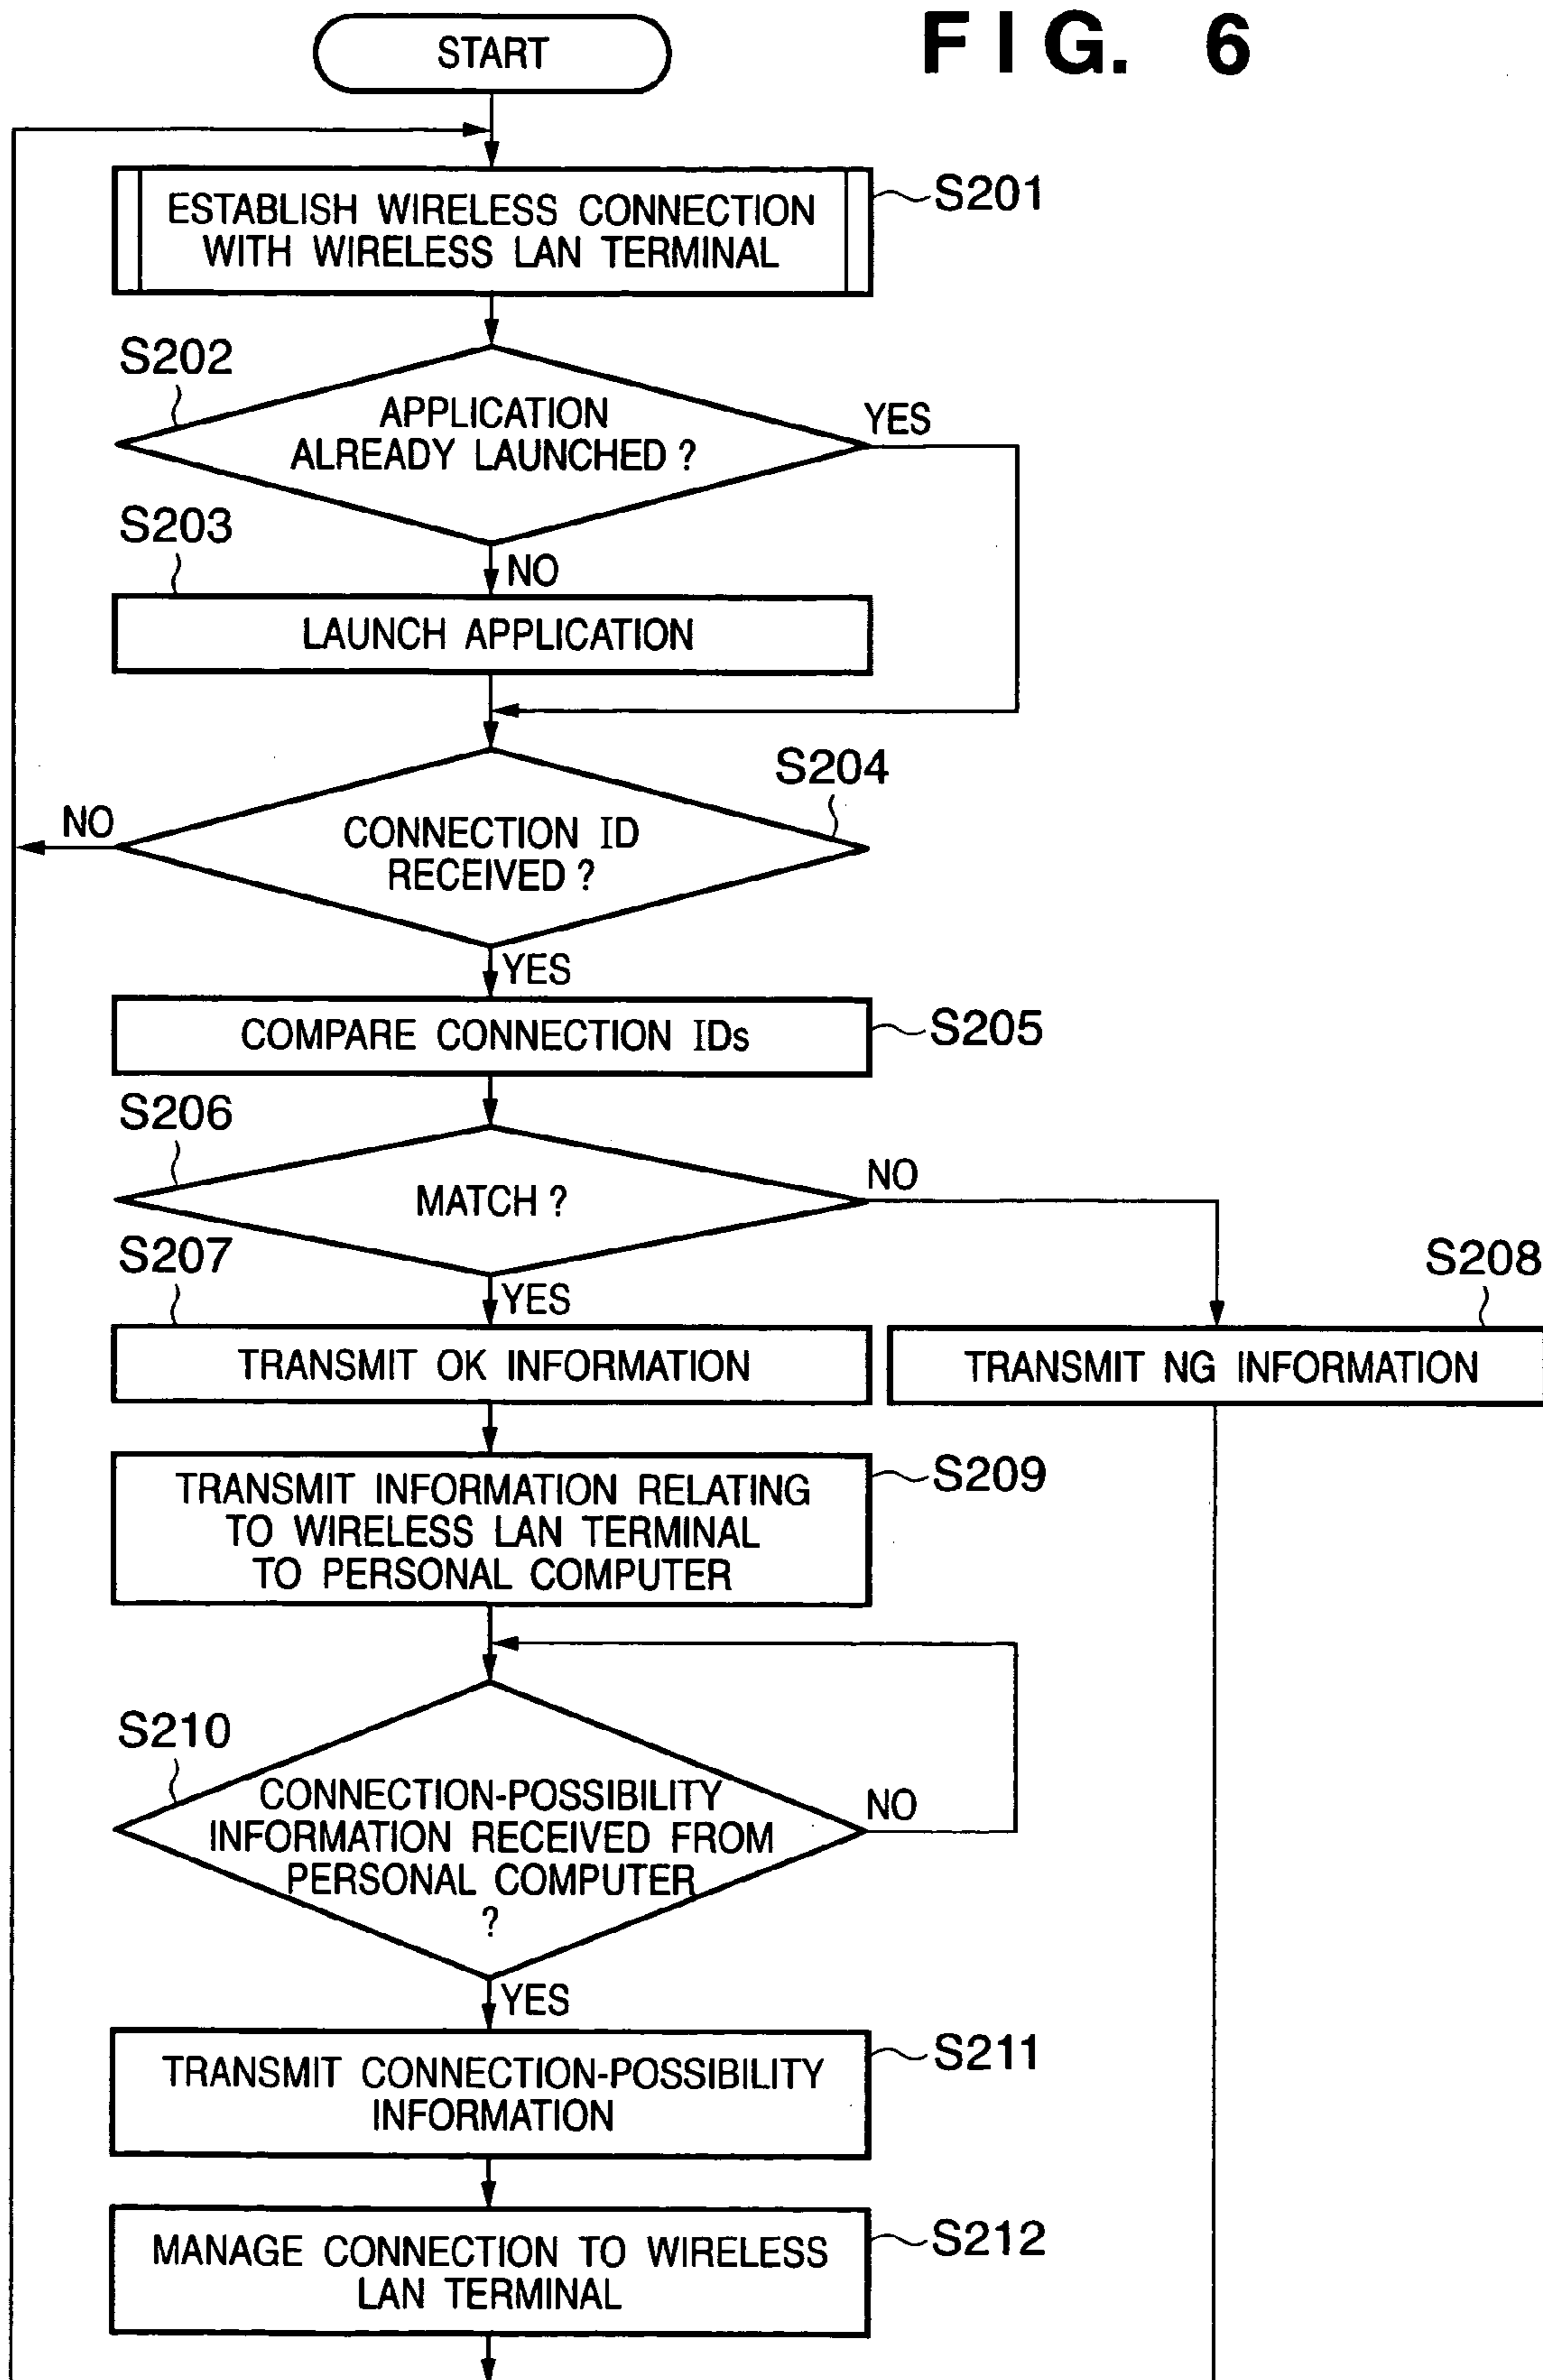 FIG. 6
START
ESTABLISH WIRELESS CONNECTION
WITH WIRELESS LAN TERMINAL
S201
S202
APPLICATION
ALREADY LAUNCHED ?
YES
S203
NO
LAUNCH APPLICATION
S204
NO
CONNECTION ID
RECEIVED ?
YES
COMPARE CONNECTION IDs
S205
S206
MATCH ?
NO
S207
YES
S208
TRANSMIT OK INFORMATION
TRANSMIT NG INFORMATION
TRANSMIT INFORMATION RELATING
TO WIRELESS LAN TERMINAL
TO PERSONAL COMPUTER
S209
S210
CONNECTION-POSSIBILITY
INFORMATION RECEIVED FROM
PERSONAL COMPUTER
?
NO
YES
TRANSMIT CONNECTION-POSSIBILITY
INFORMATION
S211
MANAGE CONNECTION TO WIRELESS
LAN TERMINAL
S212